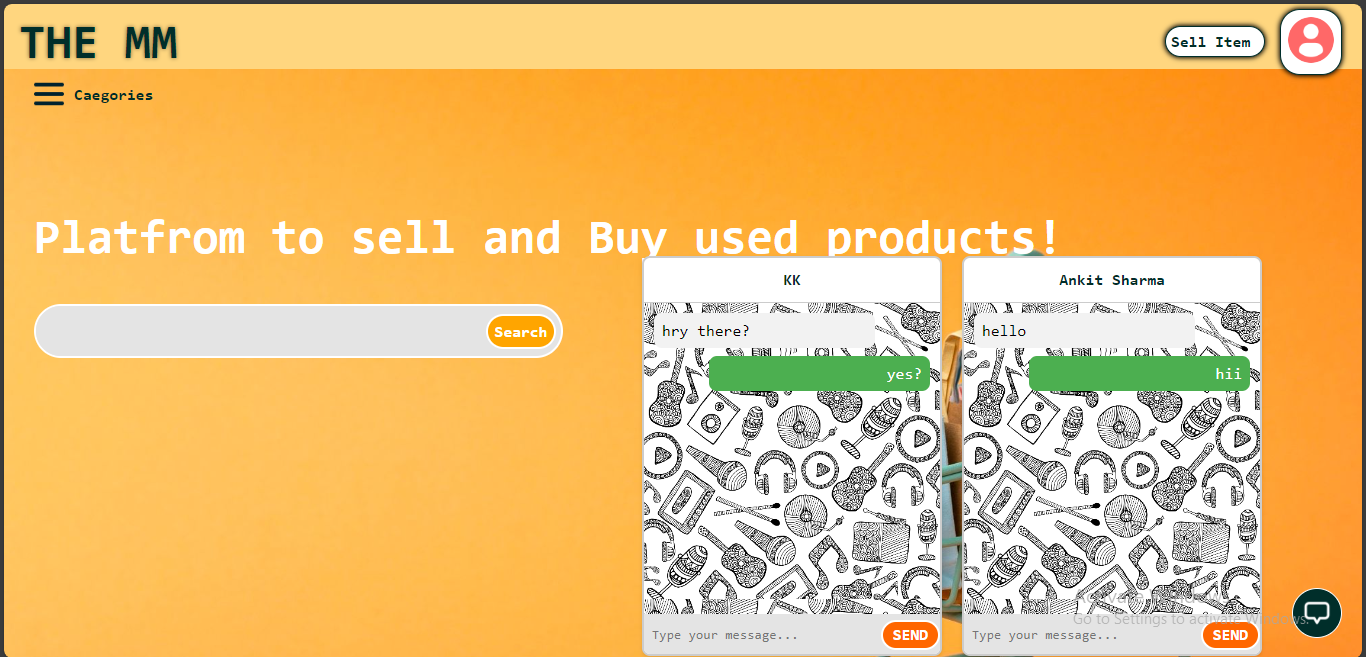 THE MM
Sell Item
Caegories
Platfrom to sell and Buy used products!
Search
KK
hry there?
yes?
Type your message...
SEND
Ankit Sharma
hello
hii
Type your message...
SEND
Activate Windows
Go to Settings to activate Windows.